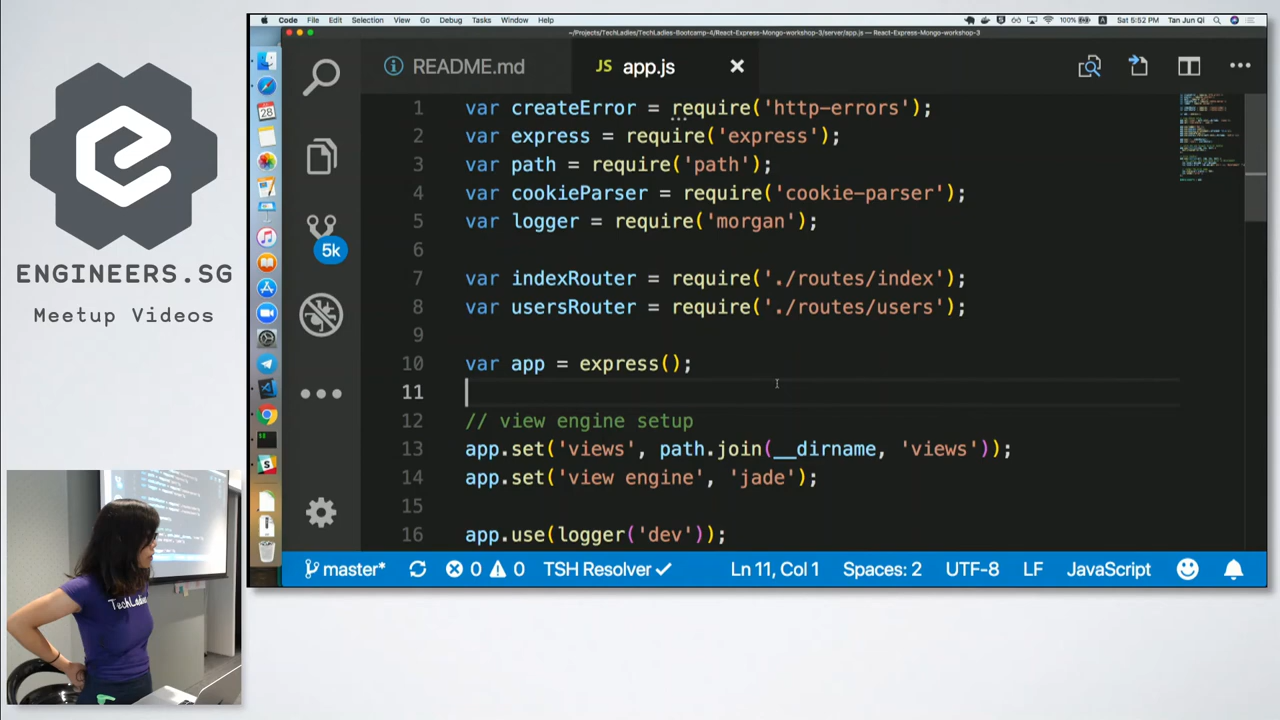 Code File Edit Selection View Go Debug Tasks Window Help 100% Sat 5:52 PM Tan Jun Qi
~/Projects/TechLadies/TechLadies-Bootcamp-4/React-Express-Mongo-workshop-3/server/app.js — React-Express-Mongo-workshop-3
README.md JS app.js
1 var createError = require('http-errors');
2 var express = require('express');
3 var path = require('path');
4 var cookieParser = require('cookie-parser');
5 var logger = require('morgan');
6
7 var indexRouter = require('./routes/index');
8 var usersRouter = require('./routes/users');
9
10 var app = express();
11
12 // view engine setup
13 app.set('views', path.join(__dirname, 'views'));
14 app.set('view engine', 'jade');
15
16 app.use(logger('dev'));
5k
28
master* 0 0 TSH Resolver Ln 11, Col 1 Spaces: 2 UTF-8 LF JavaScript
ENGINEERS.SG
Meetup Videos
TechLadies